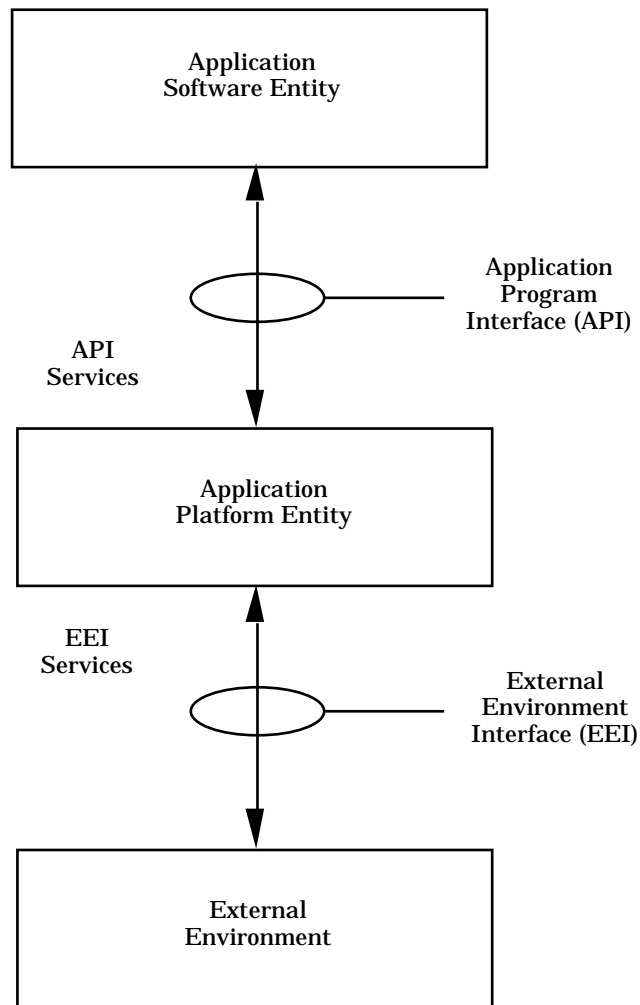 Application
Software Entity
Application
Program
Interface (API)
API
Services
Application
Platform Entity
EEI
Services
External
Environment
Interface (EEI)
External
Environment